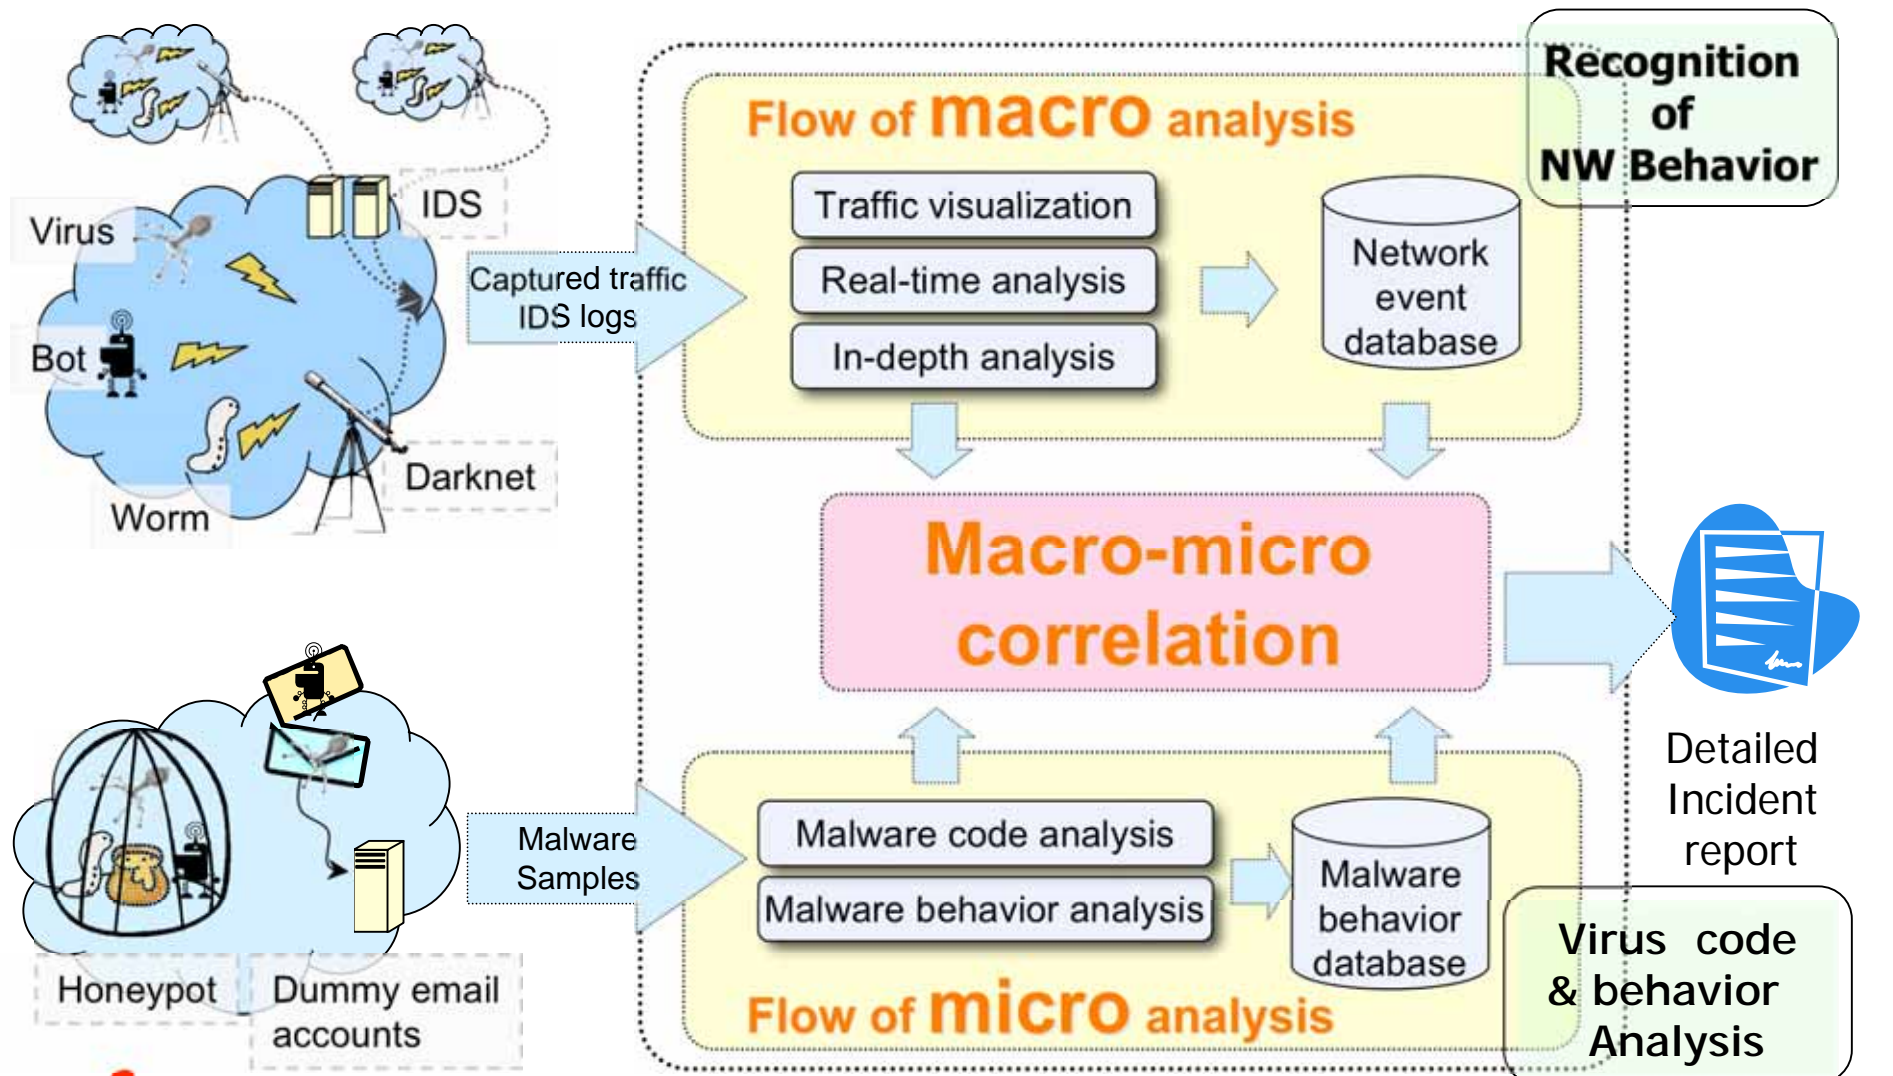 Recognition
of
NW Behavior
Flow of macro analysis
Traffic visualization
Real-time analysis
In-depth analysis
Network
event
database
IDS
Virus
Bot
Worm
Darknet
Captured traffic
IDS logs
Macro-micro
correlation
Detailed
Incident
report
Malware
Samples
Malware code analysis
Malware behavior analysis
Malware
behavior
database
Flow of micro analysis
Honeypot
Dummy email
accounts
Virus code
& behavior
Analysis